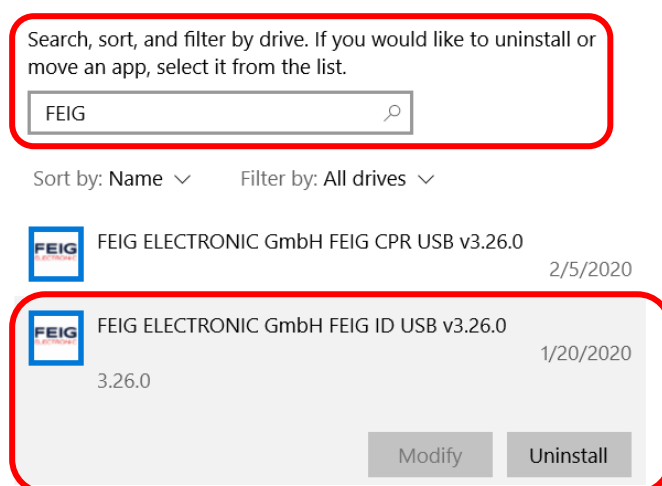 Search, sort, and filter by drive. If you would like to uninstall or
move an app, select it from the list.
FEIG
Sort by: Name Filter by: All drives
FEIG
ELECTRONIC
FEIG ELECTRONIC GmbH FEIG CPR USB v3.26.0
2/5/2020
FEIG
ELECTRONIC
FEIG ELECTRONIC GmbH FEIG ID USB v3.26.0
1/20/2020
3.26.0
Modify Uninstall